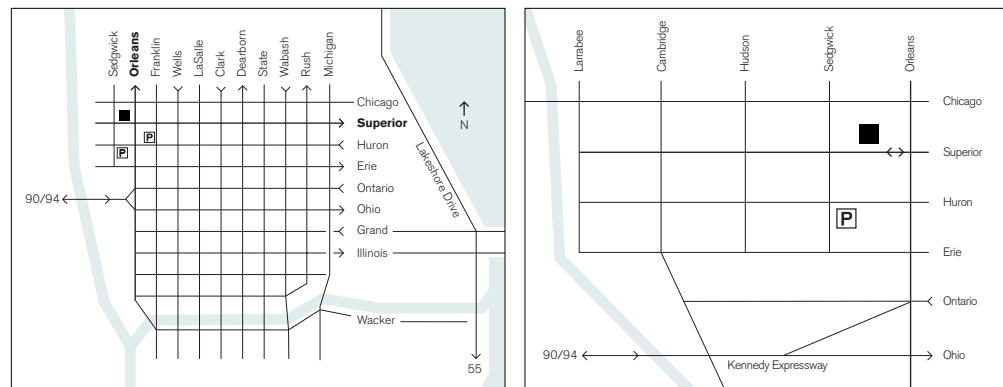 Sedgwick
Orleans
Franklin
Wells
LaSalle
Clark
Dearborn
State
Wabash
Rush
Michigan
Chicago
Superior
Huron
Erie
Ontario
Ohio
Grand
Illinois
Wacker
N
Lakeshore Drive
90/94
P
P
55
Larrabee
Cambridge
Hudson
Sedgwick
Orleans
Chicago
Superior
Huron
P
Erie
Ontario
90/94
Kennedy Expressway
Ohio